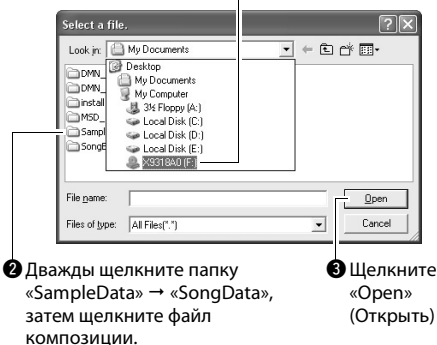 Select a file.
Look in: My Documents
Desktop
My Documents
My Computer
3½ Floppy (A:)
Local Disk (C:)
Local Disk (D:)
Local Disk (E:)
X9318A0 (F:)
DMN_
DMN_
install
MSD_
Sampl
SongE
File name:
Open
Files of type: All Files(*.*)
Cancel
2 Дважды щелкните папку
«SampleData» → «SongData»,
затем щелкните файл
композиции.
3 Щелкните
«Open»
(Открыть)